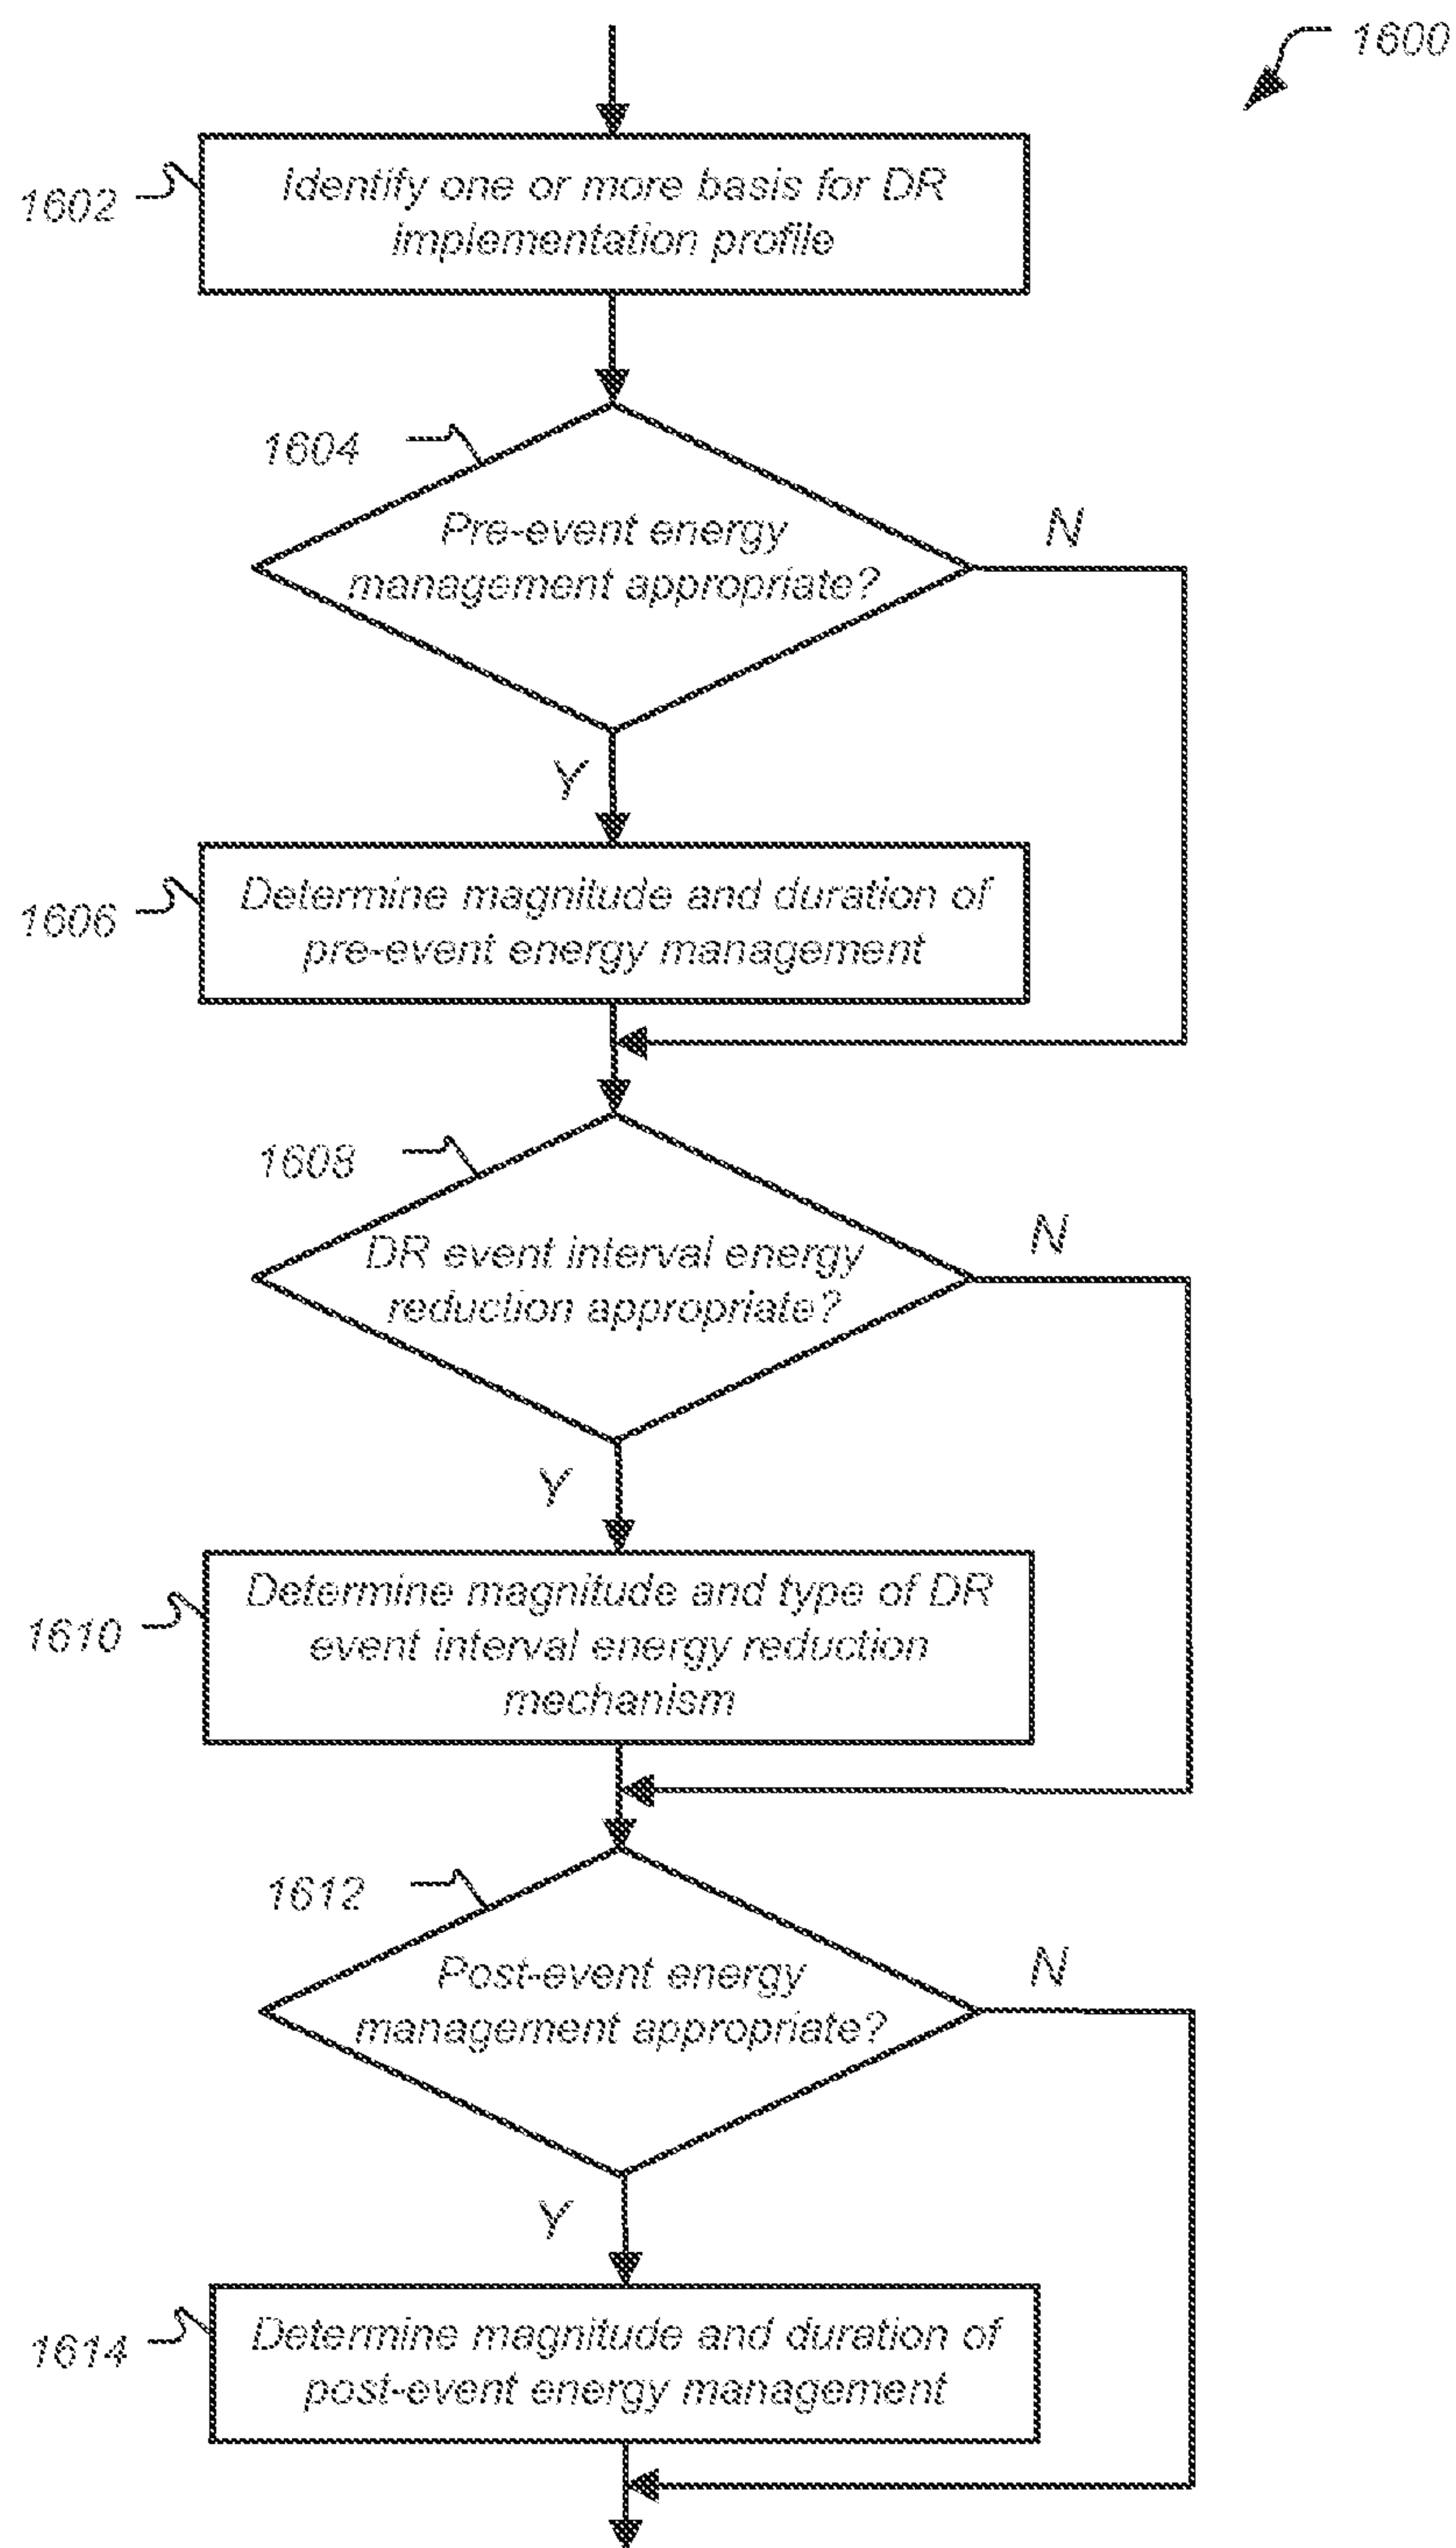 1600
1602
Identify one or more basis for DR
implementation profile
1604
Pre-event energy
management appropriate?
N
Y
1606
Determine magnitude and duration of
pre-event energy management
1608
DR event interval energy
reduction appropriate?
N
Y
1610
Determine magnitude and type of DR
event interval energy reduction
mechanism
1612
Post-event energy
management appropriate?
N
Y
1614
Determine magnitude and duration of
post-event energy management